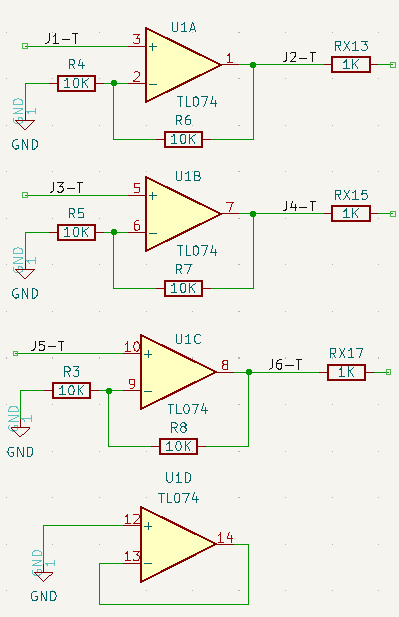 U1A
J1-T
3
+
1
J2-T
RX13
1K
R4
10K
2
−
GND
1
GND
TL074
R6
10K
U1B
J3-T
5
+
7
J4-T
RX15
1K
R5
10K
6
−
GND
1
GND
TL074
R7
10K
U1C
J5-T
10
+
8
J6-T
RX17
1K
R3
10K
9
−
GND
1
GND
TL074
R8
10K
U1D
TL074
12
+
14
13
−
GND
1
GND